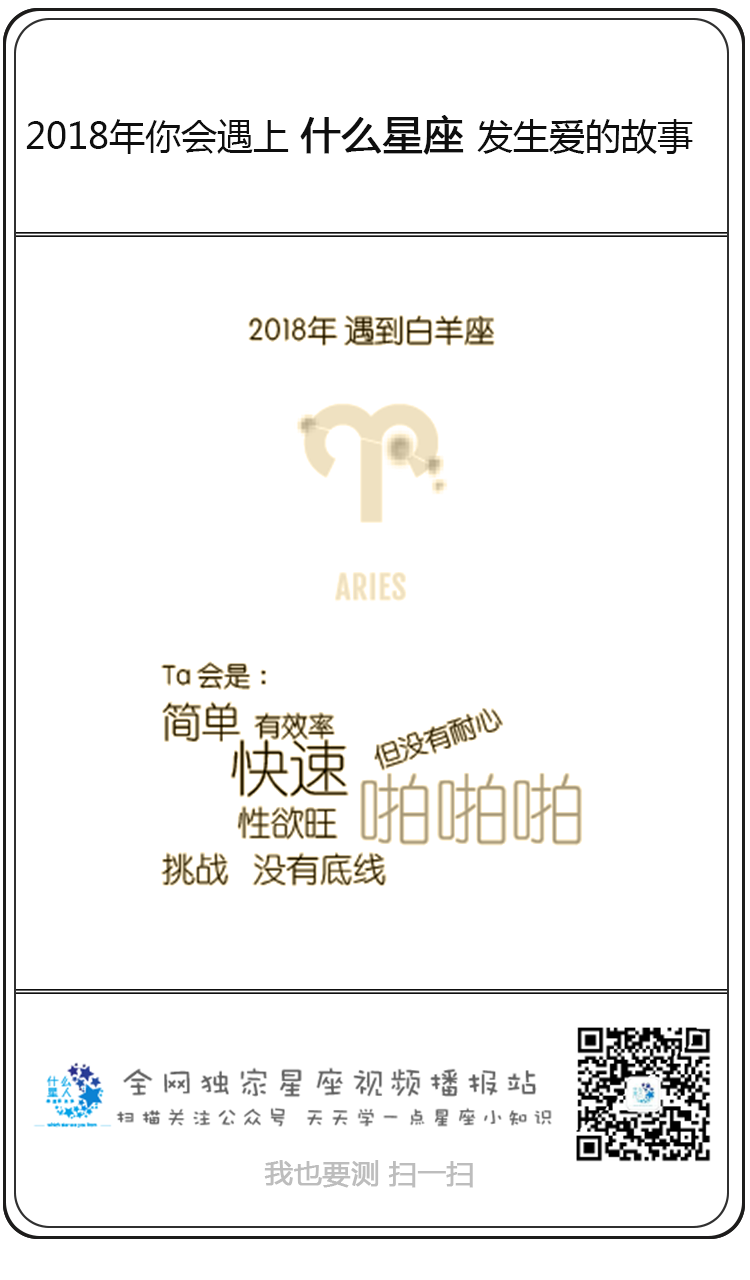 2018年你会遇上 什么星座 发生爱的故事
2018年 遇到白羊座
ARIES
Ta 会是：
简单 有效率
快速 但没有耐心
性欲旺 啪啪啪
挑战 没有底线
什么
星人
全网独家星座视频播报站
扫描关注公众号 天天学一点星座小知识
我也要测 扫一扫